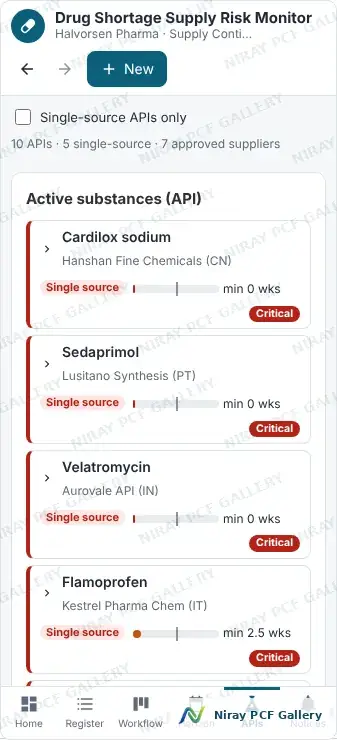 Drug Shortage Supply Risk Monitor
Halvorsen Pharma · Supply Conti...
New
Single-source APIs only
10 APIs · 5 single-source · 7 approved suppliers
Active substances (API)
Cardilox sodium
Hanshan Fine Chemicals (CN)
Single source min 0 wks
Critical
Sedaprimol
Lusitano Synthesis (PT)
Single source min 0 wks
Critical
Velatromycin
Aurovale API (IN)
Single source min 0 wks
Critical
Flamoprofen
Kestrel Pharma Chem (IT)
Single source min 2.5 wks
Critical
Home Register Workflow APIs
Niray PCF Gallery
NIRAY PCF GALLERY